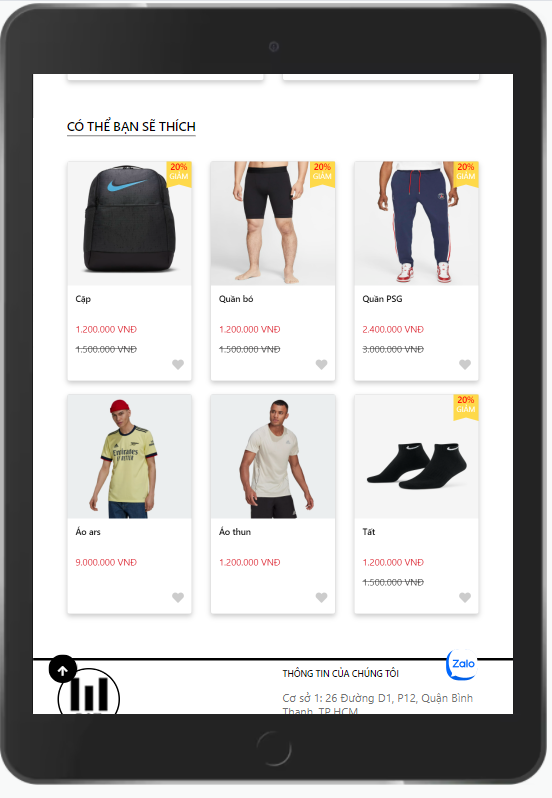 CÓ THỂ BẠN SẼ THÍCH
20%
GIẢM
20%
GIẢM
20%
GIẢM
Cặp
Quần bó
Quần PSG
1.200.000 VNĐ
1.200.000 VNĐ
2.400.000 VNĐ
1.500.000 VNĐ
1.500.000 VNĐ
3.000.000 VNĐ
20%
GIẢM
Emirates
FLY BETTER
Áo ars
Áo thun
Tất
9.000.000 VNĐ
1.200.000 VNĐ
1.200.000 VNĐ
1.500.000 VNĐ
Zalo
THÔNG TIN CỦA CHÚNG TÔI
Cơ sở 1: 26 Đường D1, P12, Quận Bình
Thạnh, TP.HCM